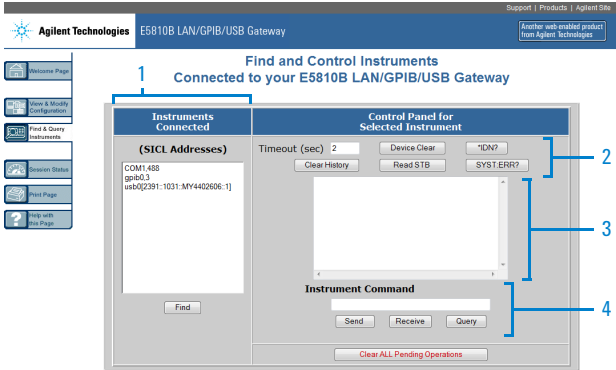 Support | Products | Agilent Site
Agilent Technologies
E5810B LAN/GPIB/USB Gateway
Another web-enabled product
from Agilent Technologies
Find and Control Instruments
Connected to your E5810B LAN/GPIB/USB Gateway
Welcome Page
View & Modify
Configuration
Find & Query
Instruments
Session Status
Print Page
Help with
this Page
1
Instruments
Connected
(SICL Addresses)
COM1,488
gpib0,3
usb0[2391::1031::MY4402606::1]
Find
Control Panel for
Selected Instrument
Timeout (sec) 2 Device Clear *IDN?
Clear History Read STB SYST:ERR?
2
3
Instrument Command
Send Receive Query
4
Clear ALL Pending Operations